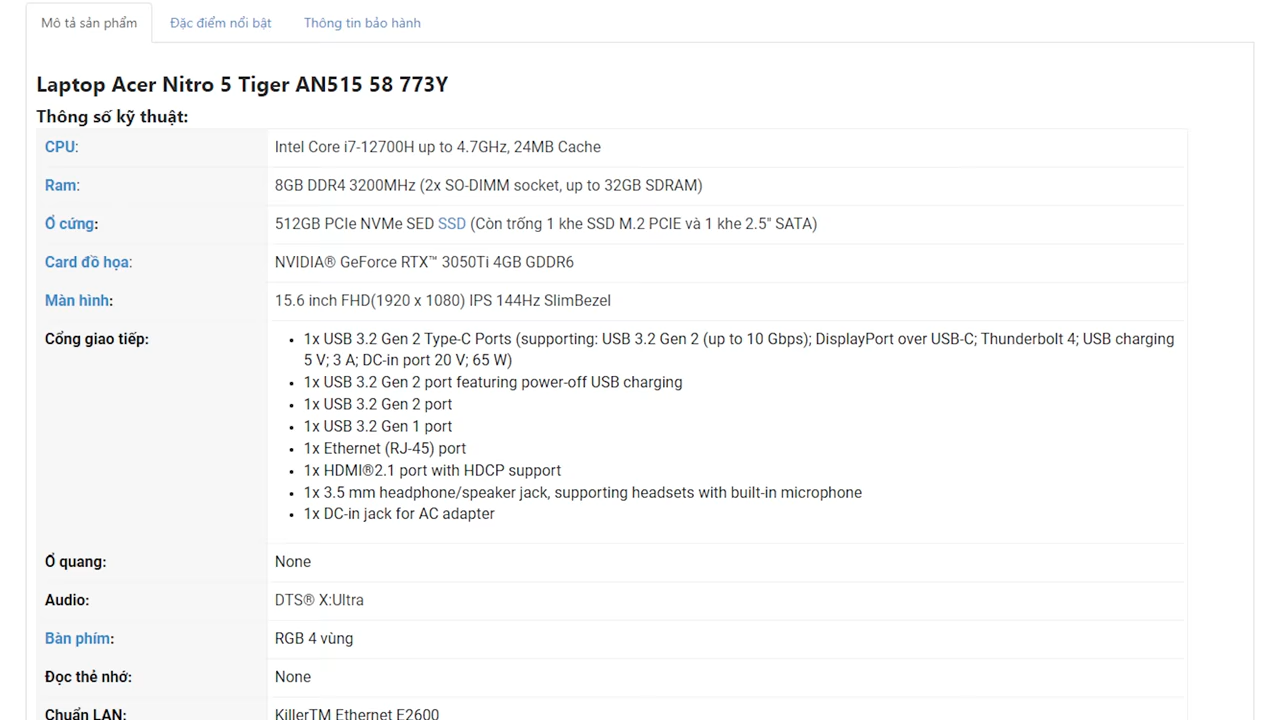 Mô tả sản phẩm
Đặc điểm nổi bật
Thông tin bảo hành
Laptop Acer Nitro 5 Tiger AN515 58 773Y
Thông số kỹ thuật:
CPU: Intel Core i7-12700H up to 4.7GHz, 24MB Cache
Ram: 8GB DDR4 3200MHz (2x SO-DIMM socket, up to 32GB SDRAM)
Ổ cứng: 512GB PCIe NVMe SED SSD (Còn trống 1 khe SSD M.2 PCIE và 1 khe 2.5" SATA)
Card đồ họa: NVIDIA® GeForce RTX™ 3050Ti 4GB GDDR6
Màn hình: 15.6 inch FHD(1920 x 1080) IPS 144Hz SlimBezel
Cổng giao tiếp:
• 1x USB 3.2 Gen 2 Type-C Ports (supporting: USB 3.2 Gen 2 (up to 10 Gbps); DisplayPort over USB-C; Thunderbolt 4; USB charging
5 V; 3 A; DC-in port 20 V; 65 W)
• 1x USB 3.2 Gen 2 port featuring power-off USB charging
• 1x USB 3.2 Gen 2 port
• 1x USB 3.2 Gen 1 port
• 1x Ethernet (RJ-45) port
• 1x HDMI®2.1 port with HDCP support
• 1x 3.5 mm headphone/speaker jack, supporting headsets with built-in microphone
• 1x DC-in jack for AC adapter
Ổ quang: None
Audio: DTS® X:Ultra
Bàn phím: RGB 4 vùng
Đọc thẻ nhớ: None
Chuẩn LAN: KillerTM Ethernet E2600